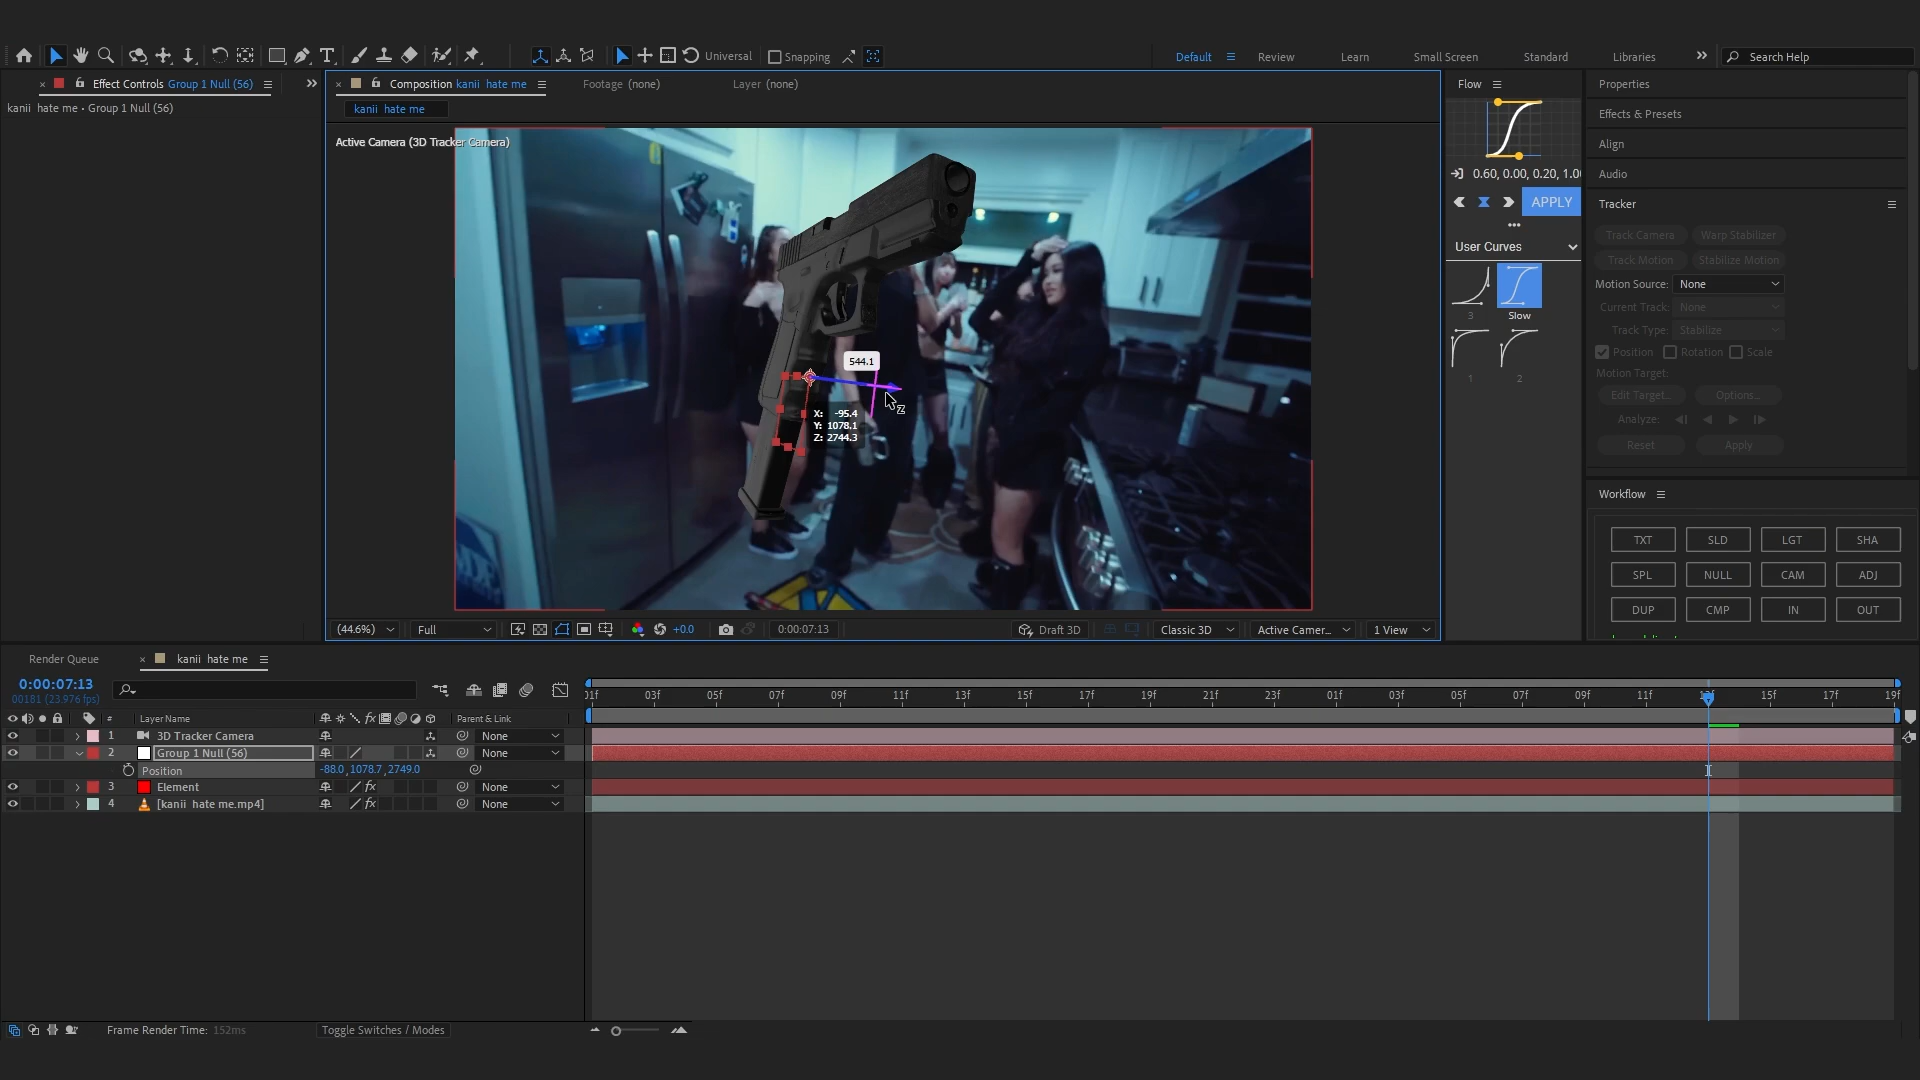 Universal
Snapping
Default
Review
Learn
Small Screen
Standard
Libraries
Search Help
Effect Controls Group 1 Null (56)
kanii hate me • Group 1 Null (56)
Composition kanii hate me
Footage (none)
Layer (none)
kanii hate me
Active Camera (3D Tracker Camera)
544.1
X: -95.4
Y: 1078.1
Z: 2744.3
(44.6%)
Full
+0.0
0:00:07:13
Draft 3D
Classic 3D
Active Camer...
1 View
Flow
0.60, 0.00, 0.20, 1.0
APPLY
User Curves
3
Slow
1
2
Properties
Effects & Presets
Align
Audio
Tracker
Track Camera
Warp Stabilizer
Track Motion
Stabilize Motion
Motion Source: None
Current Track: None
Track Type: Stabilize
Position
Rotation
Scale
Motion Target:
Edit Target...
Options...
Analyze:
Reset
Apply
Workflow
TXT
SLD
LGT
SHA
SPL
NULL
CAM
ADJ
DUP
CMP
IN
OUT
Render Queue
kanii hate me
0:00:07:13
00181 (23.976 fps)
01f 03f 05f 07f 09f 11f 13f 15f 17f 19f 21f 23f 01f 03f 05f 07f 09f 11f 13f 15f 17f 19f
# Layer Name
Parent & Link
1 3D Tracker Camera None
2 Group 1 Null (56) None
Position -88.0,1078.7,2749.0
3 Element None
4 [kanii hate me.mp4] None
Frame Render Time: 152ms
Toggle Switches / Modes